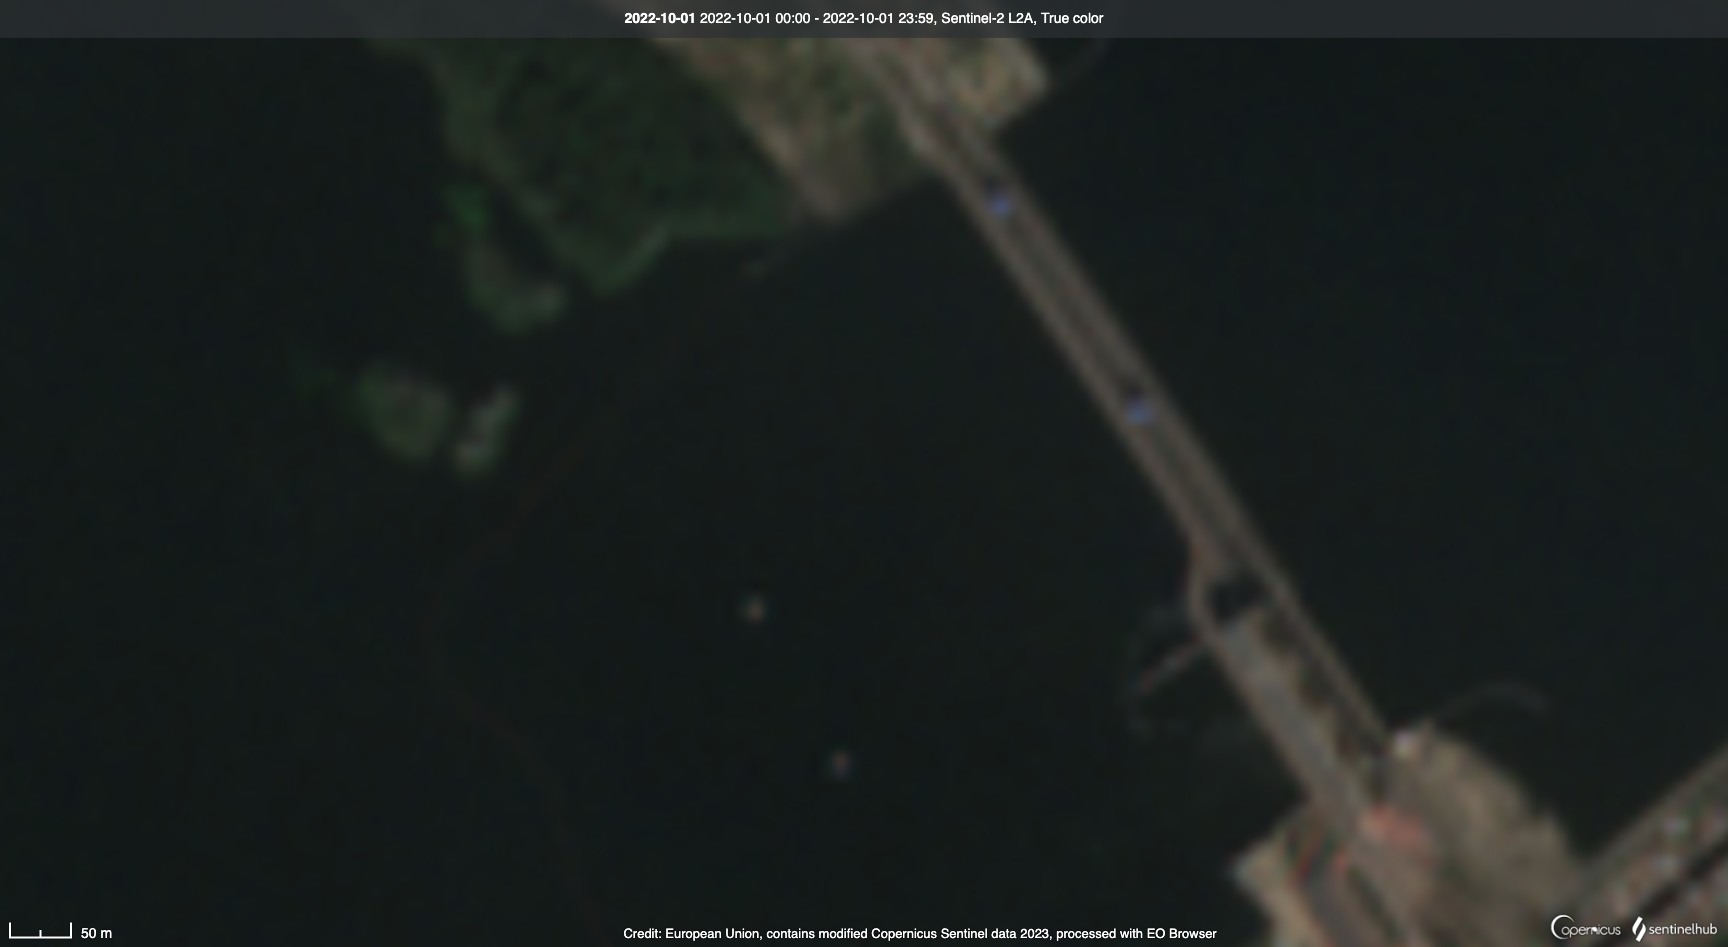 2022-10-01 2022-10-01 00:00 - 2022-10-01 23:59, Sentinel-2 L2A, True color
50 m
Credit: European Union, contains modified Copernicus Sentinel data 2023, processed with EO Browser
Copernicus
sentinelhub